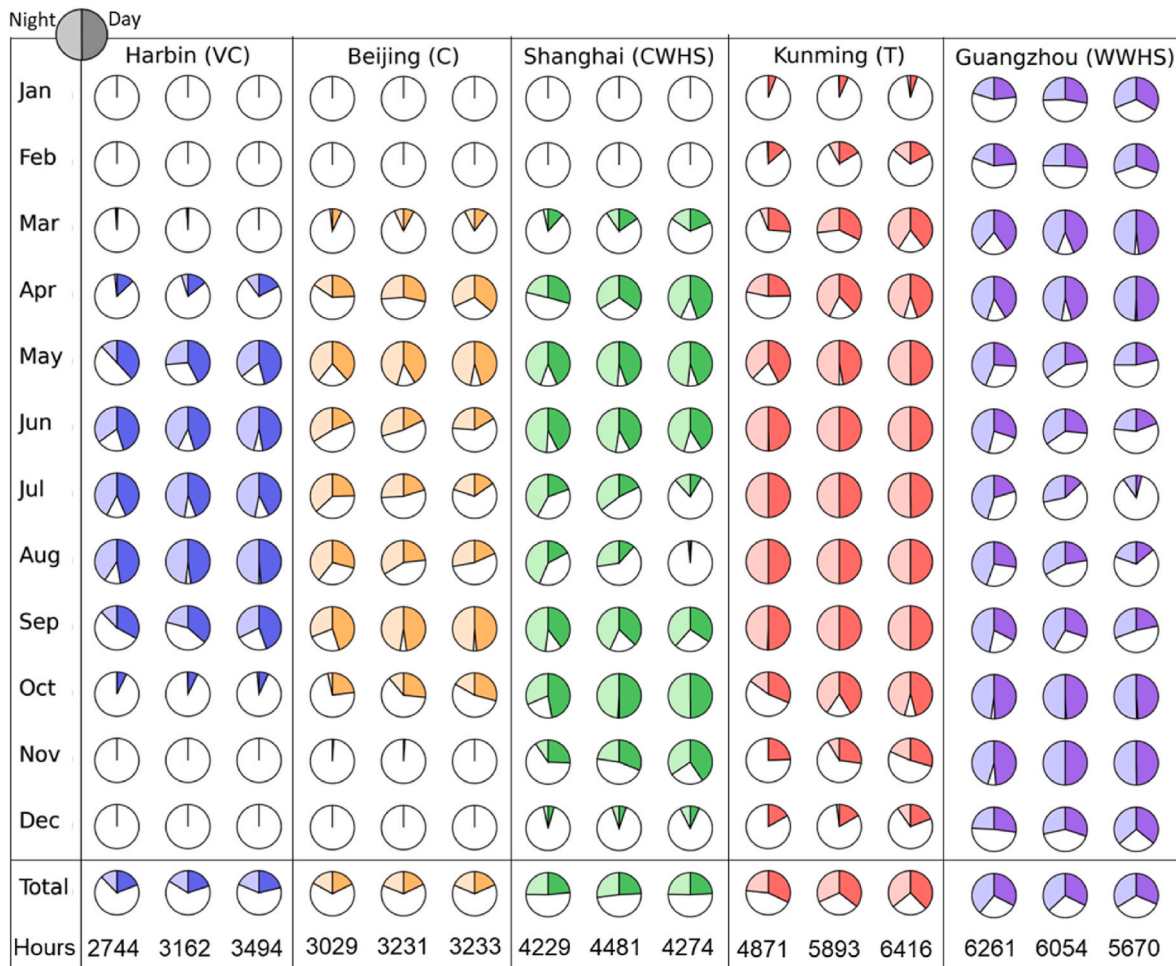 Night Day
Harbin (VC) Beijing (C) Shanghai (CWHS) Kunming (T) Guangzhou (WWHS)
Jan
Feb
Mar
Apr
May
Jun
Jul
Aug
Sep
Oct
Nov
Dec
Total
Hours 2744 3162 3494 3029 3231 3233 4229 4481 4274 4871 5893 6416 6261 6054 5670